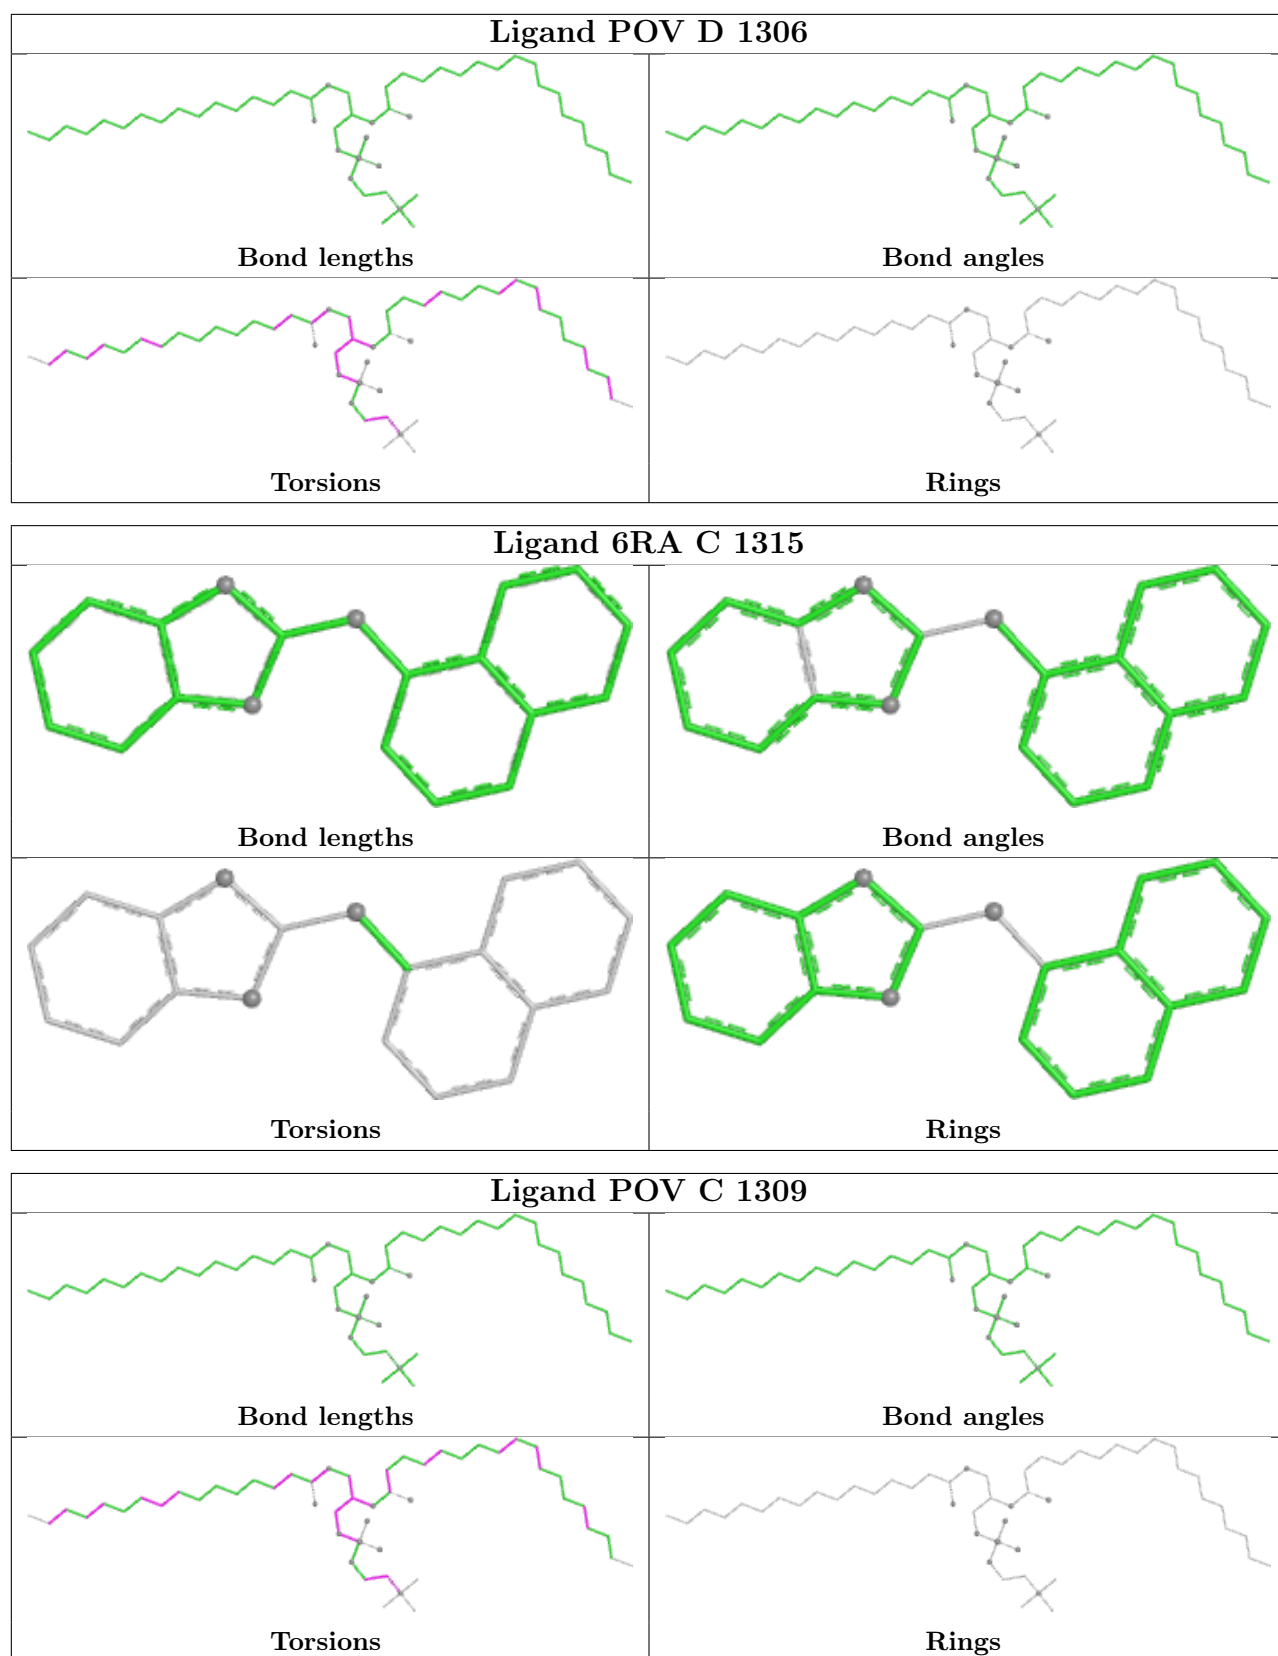 Ligand POV D 1306
Bond lengths
Bond angles
Torsions
Rings
Ligand 6RA C 1315
Bond lengths
Bond angles
Torsions
Rings
Ligand POV C 1309
Bond lengths
Bond angles
Torsions
Rings